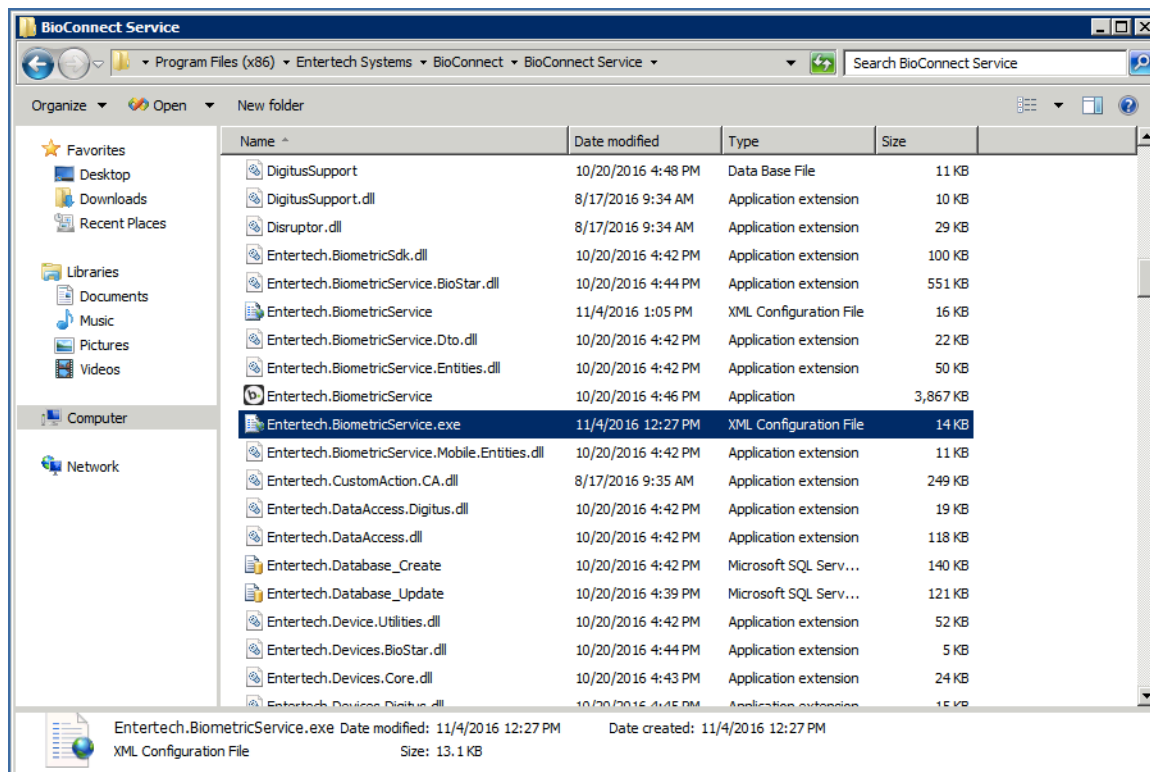 BioConnect Service
Program Files (x86) Entertech Systems BioConnect BioConnect Service Search BioConnect Service
Organize Open New folder
Name Date modified Type Size
Favorites
Desktop
Downloads
Recent Places
Libraries
Documents
Music
Pictures
Videos
Computer
Network
DigitusSupport 10/20/2016 4:48 PM Data Base File 11 KB
DigitusSupport.dll 8/17/2016 9:34 AM Application extension 10 KB
Disruptor.dll 8/17/2016 9:34 AM Application extension 29 KB
Entertech.BiometricSdk.dll 10/20/2016 4:42 PM Application extension 100 KB
Entertech.BiometricService.BioStar.dll 10/20/2016 4:44 PM Application extension 551 KB
Entertech.BiometricService 11/4/2016 1:05 PM XML Configuration File 16 KB
Entertech.BiometricService.Dto.dll 10/20/2016 4:42 PM Application extension 22 KB
Entertech.BiometricService.Entities.dll 10/20/2016 4:42 PM Application extension 50 KB
Entertech.BiometricService 10/20/2016 4:46 PM Application 3,867 KB
Entertech.BiometricService.exe 11/4/2016 12:27 PM XML Configuration File 14 KB
Entertech.BiometricService.Mobile.Entities.dll 10/20/2016 4:42 PM Application extension 11 KB
Entertech.CustomAction.CA.dll 8/17/2016 9:35 AM Application extension 249 KB
Entertech.DataAccess.Digitus.dll 10/20/2016 4:42 PM Application extension 19 KB
Entertech.DataAccess.dll 10/20/2016 4:42 PM Application extension 118 KB
Entertech.Database_Create 10/20/2016 4:42 PM Microsoft SQL Serv... 140 KB
Entertech.Database_Update 10/20/2016 4:39 PM Microsoft SQL Serv... 121 KB
Entertech.Device.Utilities.dll 10/20/2016 4:42 PM Application extension 52 KB
Entertech.Devices.BioStar.dll 10/20/2016 4:44 PM Application extension 5 KB
Entertech.Devices.Core.dll 10/20/2016 4:43 PM Application extension 24 KB
Entertech.Devices.Digitus.dll 10/20/2016 4:45 PM Application extension 15 KB
Entertech.BiometricService.exe Date modified: 11/4/2016 12:27 PM Date created: 11/4/2016 12:27 PM
XML Configuration File Size: 13.1 KB